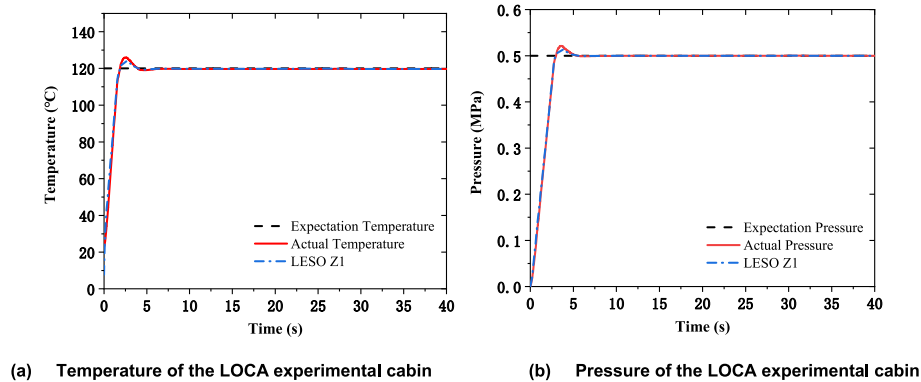 140
120
100
80
60
40
20
0
Temperature (℃)
Expectation Temperature
Actual Temperature
LESO Z1
0 5 10 15 20 25 30 35 40
Time (s)
(a) Temperature of the LOCA experimental cabin
0.6
0.5
0.4
0.3
0.2
0.1
0.0
Pressure (MPa)
Expectation Pressure
Actual Pressure
LESO Z1
0 5 10 15 20 25 30 35 40
Time (s)
(b) Pressure of the LOCA experimental cabin